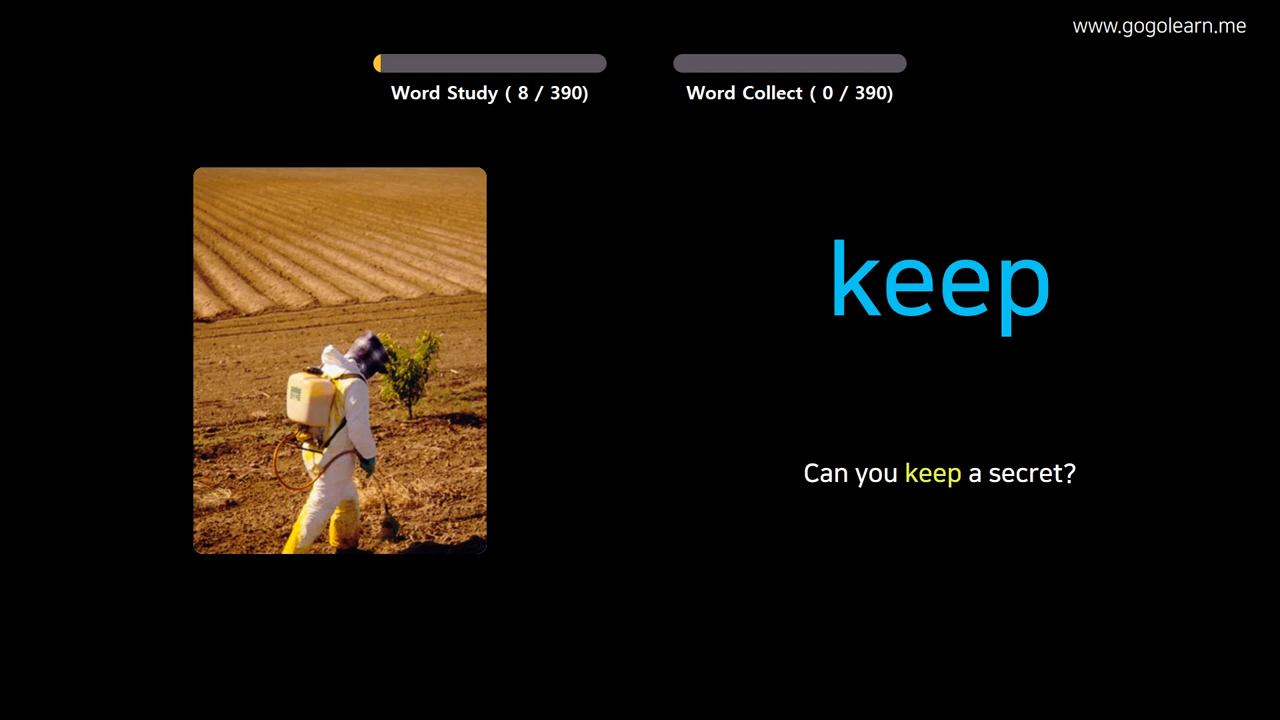 www.gogolearn.me
Word Study ( 8 / 390)
Word Collect ( 0 / 390)
keep
Can you keep a secret?